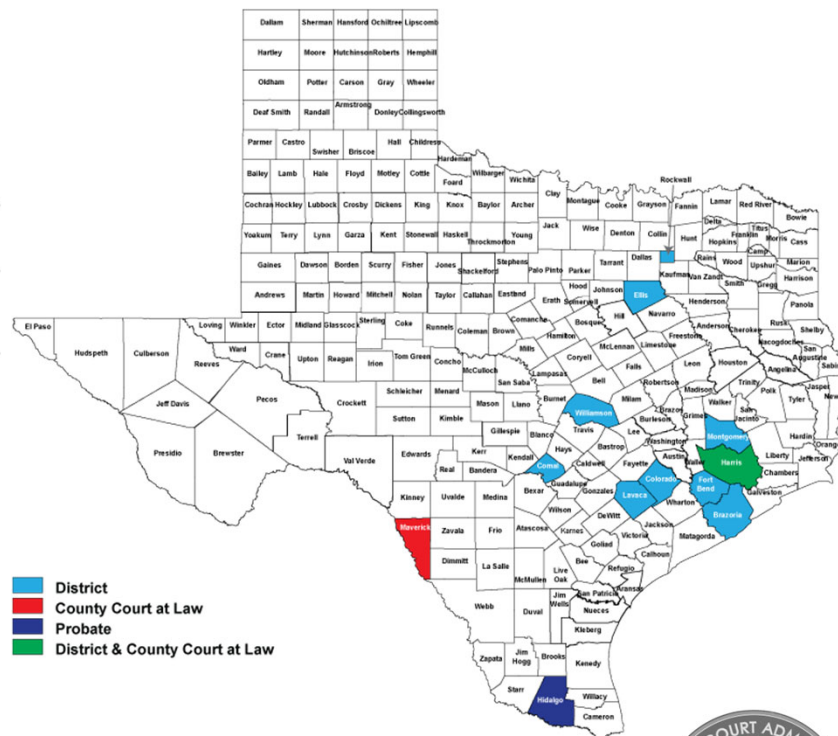 Dallam Sherman Hansford Ochiltree Lipscomb
Hartley Moore Hutchinson Roberts Hemphill
Oldham Potter Carson Gray Wheeler
Deaf Smith Randall Armstrong Donley Collingsworth
Parmer Castro Swisher Briscoe Hall Childress
Hardeman
Bailey Lamb Hale Floyd Motley Cottle Foard Wilbarger Wichita
Rockwall
Clay Montague Cooke Grayson Fannin Lamar Red River Bowie
Cochran Hockley Lubbock Crosby Dickens King Knox Baylor Archer
Jack Wise Denton Collin Hunt Delta Hopkins Franklin Titus Morris Cass
Yoakum Terry Lynn Garza Kent Stonewall Haskell Throckmorton Young
Camp Marion
Gaines Dawson Borden Scurry Fisher Jones Shackelford Stephens Palo Pinto Parker Tarrant Dallas Kaufman Rains Van Zandt Wood Upshur Harrison
Gregg
Andrews Martin Howard Mitchell Nolan Taylor Callahan Eastland Erath Hood Somervell Johnson Ellis Navarro Henderson Smith Panola
El Paso Hudspeth Culberson Reeves Loving Winkler Ector Midland Glasscock Sterling Coke Runnels Coleman Brown Comanche Hamilton Bosque Hill Freestone Anderson Cherokee Rusk Shelby
Nacogdoches
Ward Crane Upton Reagan Irion Tom Green Concho McCulloch Mills Lampasas Coryell McLennan Limestone Falls Leon Houston Angelina San
Augustine
Sabi
San Saba Bell Robertson Madison Trinity Polk Jasper New
Jeff Davis Pecos Crockett Schleicher Menard Mason Llano Burnet Williamson Milam Brazos Burleson Grimes Walker San
Jacinto Tyler
Presidio Brewster Terrell Sutton Kimble Gillespie Blanco Travis Lee Washington Montgomery Hardin Orang
Val Verde Edwards Kerr Real Bandera Kendall Hays Bastrop Austin Waller Harris Liberty Jefferson
Comal Caldwell Fayette Colorado Fort
Bend Chambers
Kinney Uvalde Medina Bexar Guadalupe Gonzales Lavaca Wharton Galveston
Brazoria
Maverick Zavala Frio Atascosa Wilson Karnes DeWitt Jackson Matagorda
Victoria
Dimmitt La Salle McMullen Live
Oak Bee Goliad Refugio Calhoun
Aransas
San Patricio
Webb Duval Jim
Wells Nueces
Kleberg
Zapata Jim
Hogg Brooks Kenedy
Starr Hidalgo Willacy
Cameron
District
County Court at Law
Probate
District & County Court at Law
OURT ADM